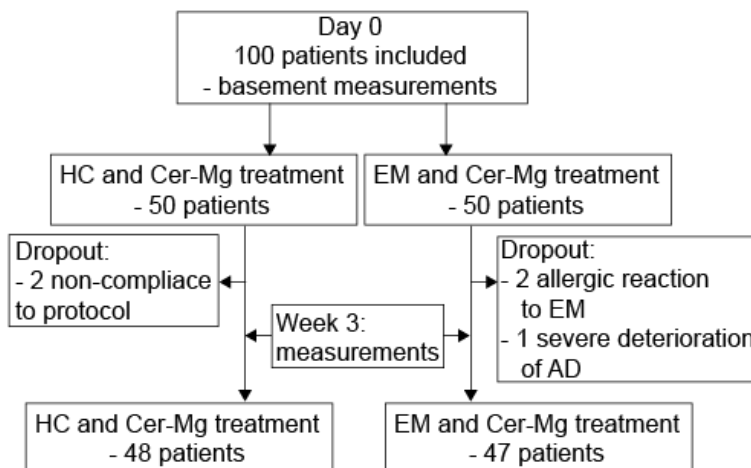 Day 0
100 patients included
- basement measurements
HC and Cer-Mg treatment
- 50 patients
EM and Cer-Mg treatment
- 50 patients
Dropout:
- 2 non-compliace
to protocol
Dropout:
- 2 allergic reaction
to EM
- 1 severe deterioration
of AD
Week 3:
measurements
HC and Cer-Mg treatment
- 48 patients
EM and Cer-Mg treatment
- 47 patients